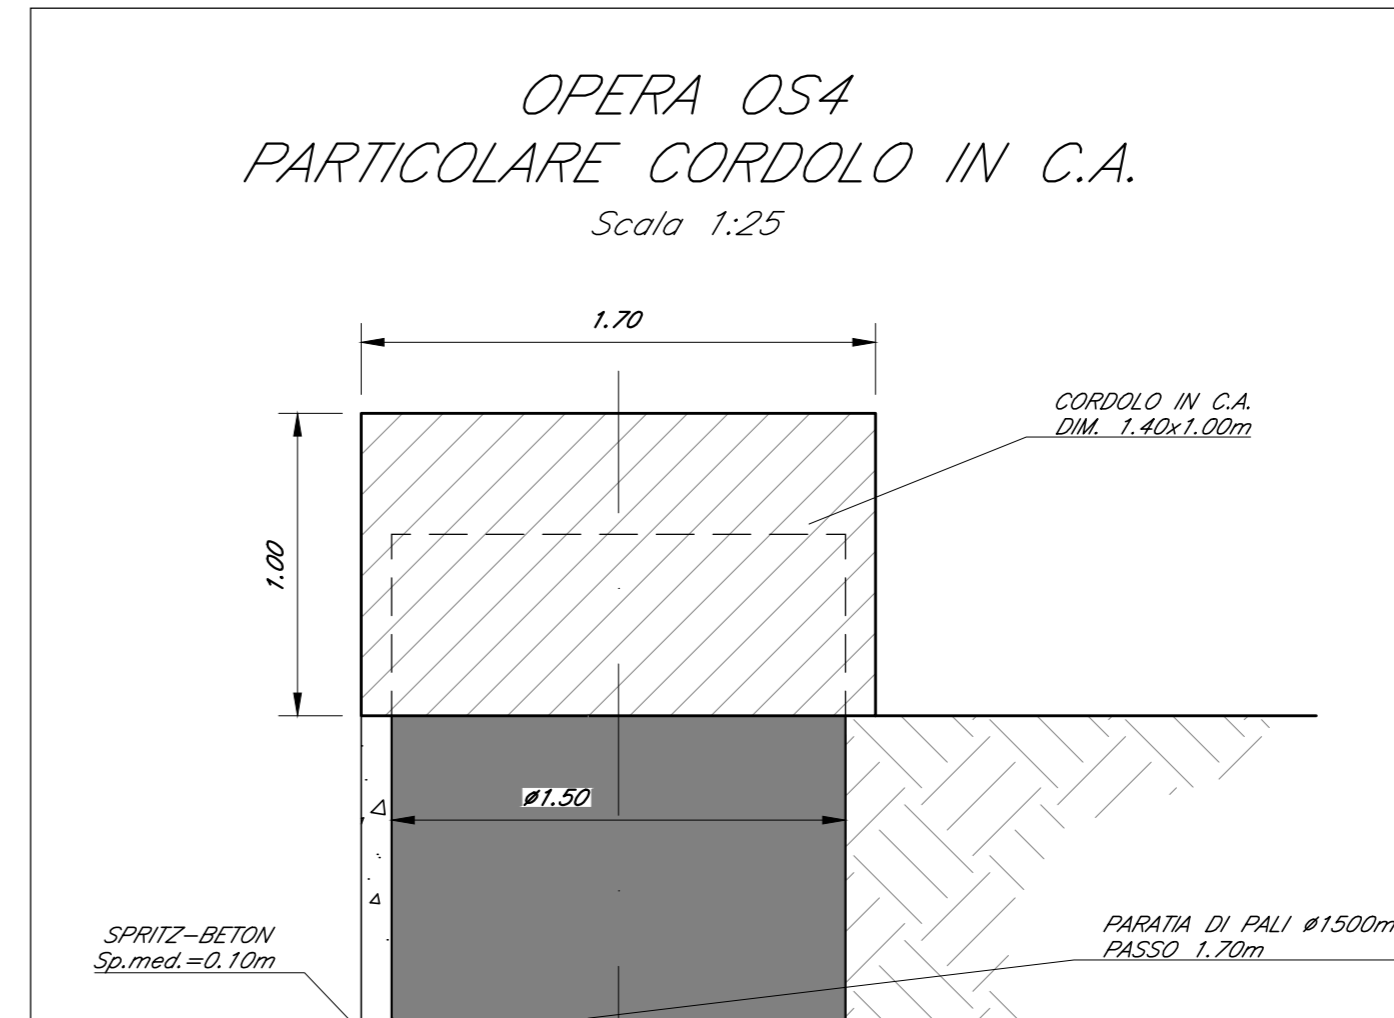 OPERA OS4
PARTICOLARE CORDOLO IN C.A.
Scala 1:25
1.70
CORDOLO IN C.A.
DIM. 1.40x1.00m
1.00
ø1.50
SPRITZ-BETON
Sp.med.=0.10m
PARATIA DI PALI ø1500m
PASSO 1.70m